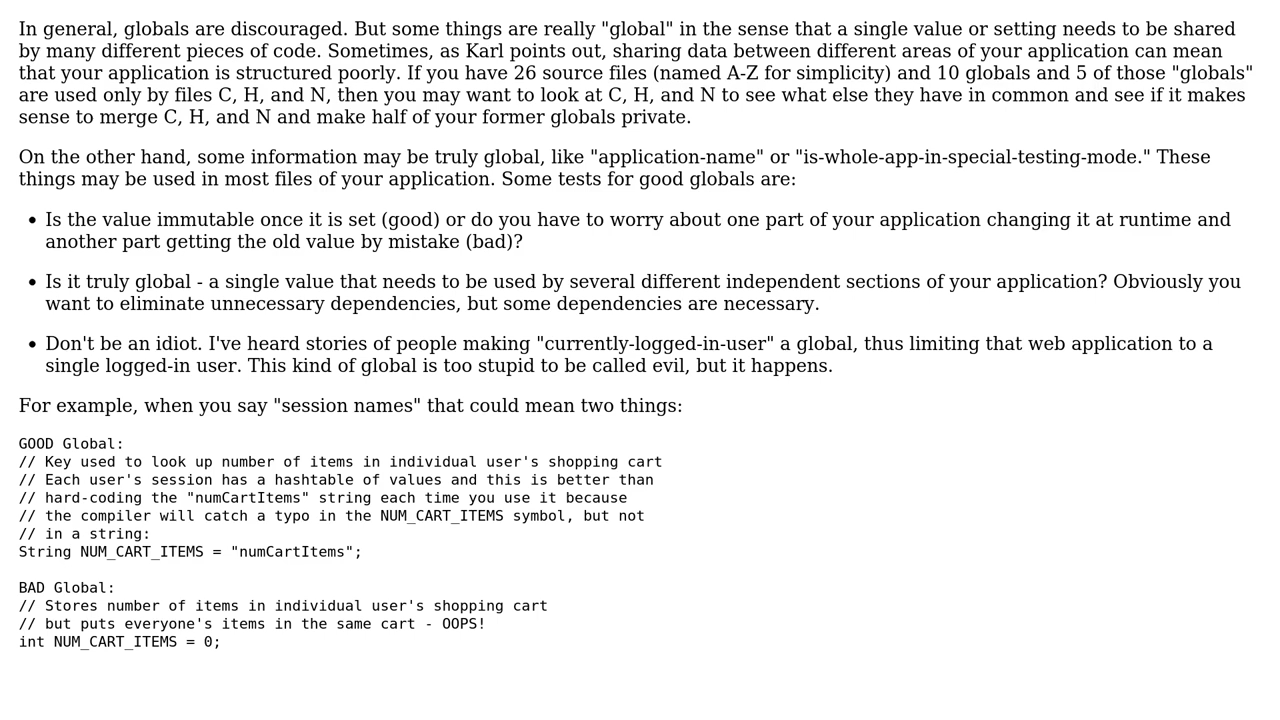 In general, globals are discouraged. But some things are really "global" in the sense that a single value or setting needs to be shared
by many different pieces of code. Sometimes, as Karl points out, sharing data between different areas of your application can mean
that your application is structured poorly. If you have 26 source files (named A-Z for simplicity) and 10 globals and 5 of those "globals"
are used only by files C, H, and N, then you may want to look at C, H, and N to see what else they have in common and see if it makes
sense to merge C, H, and N and make half of your former globals private.
On the other hand, some information may be truly global, like "application-name" or "is-whole-app-in-special-testing-mode." These
things may be used in most files of your application. Some tests for good globals are:
• Is the value immutable once it is set (good) or do you have to worry about one part of your application changing it at runtime and
another part getting the old value by mistake (bad)?
• Is it truly global - a single value that needs to be used by several different independent sections of your application? Obviously you
want to eliminate unnecessary dependencies, but some dependencies are necessary.
• Don't be an idiot. I've heard stories of people making "currently-logged-in-user" a global, thus limiting that web application to a
single logged-in user. This kind of global is too stupid to be called evil, but it happens.
For example, when you say "session names" that could mean two things:
GOOD Global:
// Key used to look up number of items in individual user's shopping cart
// Each user's session has a hashtable of values and this is better than
// hard-coding the "numCartItems" string each time you use it because
// the compiler will catch a typo in the NUM_CART_ITEMS symbol, but not
// in a string:
String NUM_CART_ITEMS = "numCartItems";
BAD Global:
// Stores number of items in individual user's shopping cart
// but puts everyone's items in the same cart - OOPS!
int NUM_CART_ITEMS = 0;